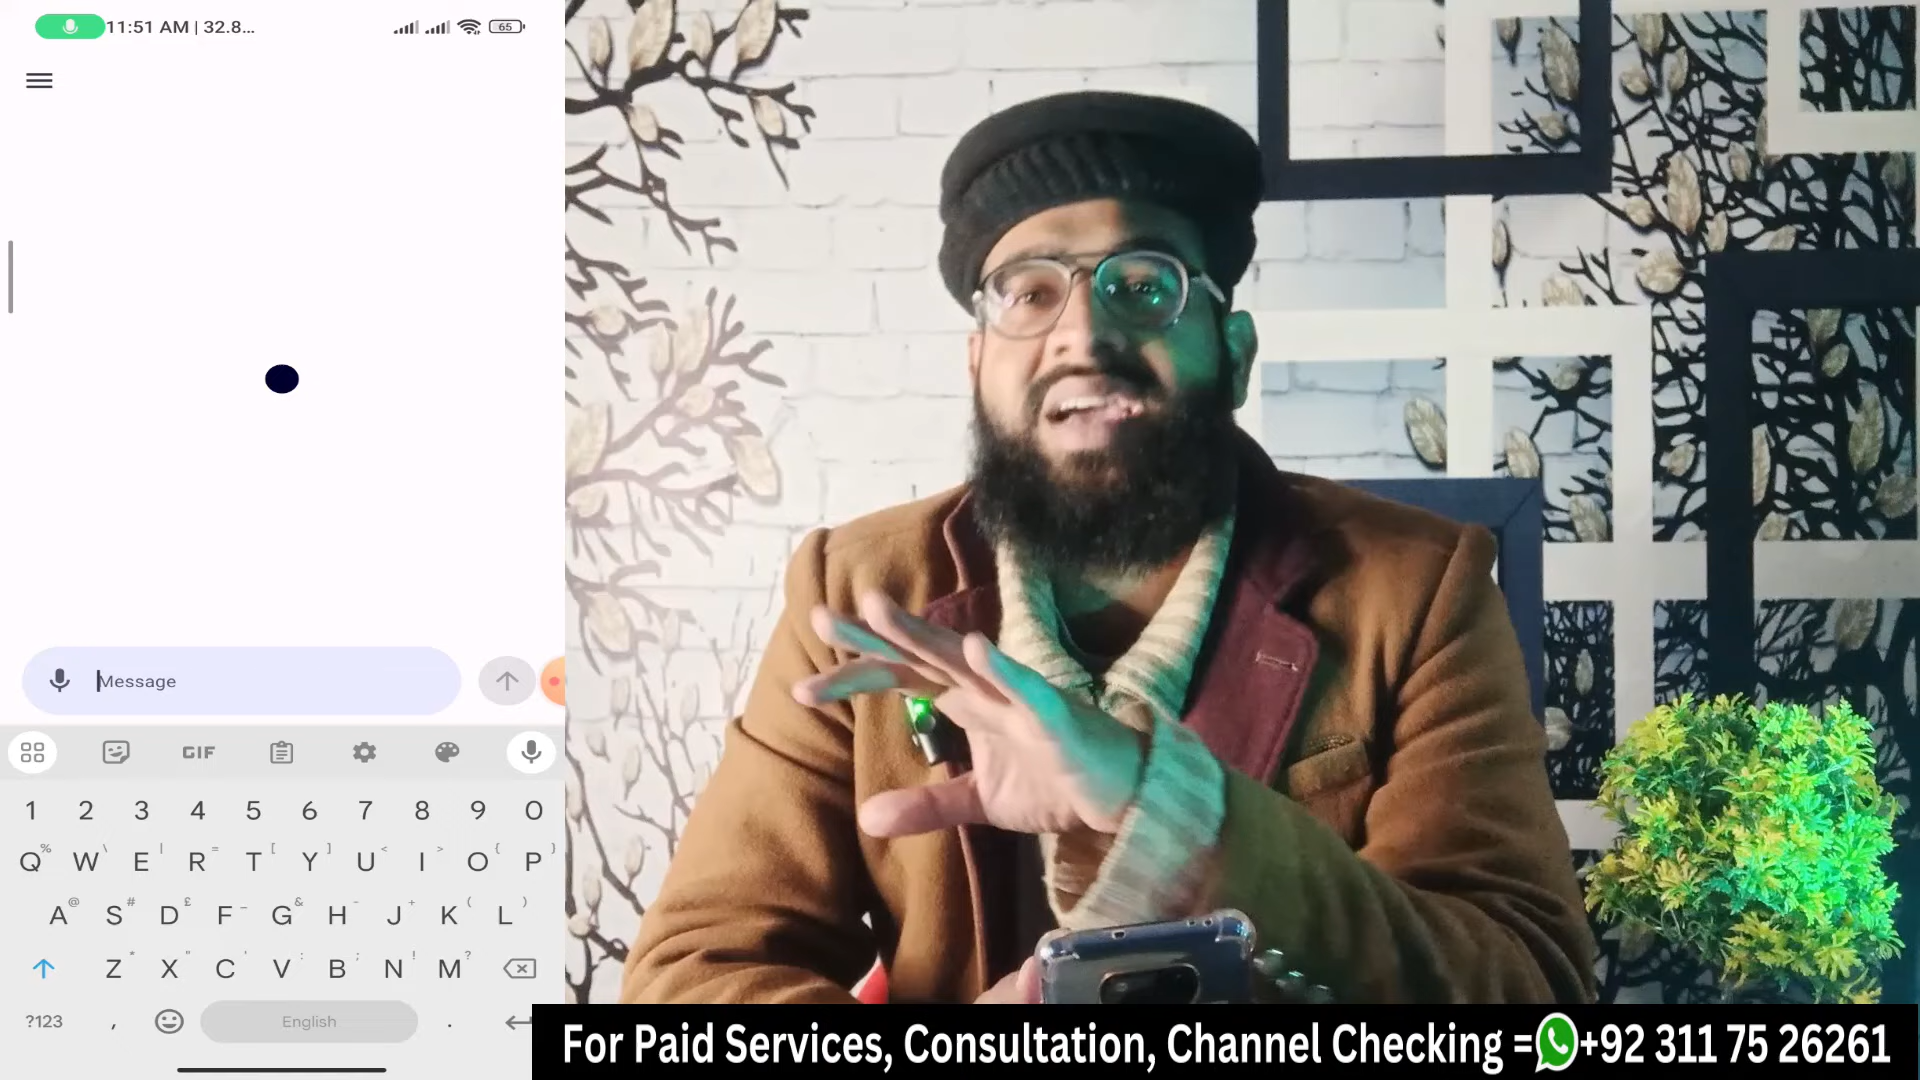 11:51 AM | 32.8...
65
Message
GIF
1 2 3 4 5 6 7 8 9 0
Q W E R T Y U I O P
A S D F G H J K L
Z X C V B N M
?123 , English .
For Paid Services, Consultation, Channel Checking = +92 311 75 26261